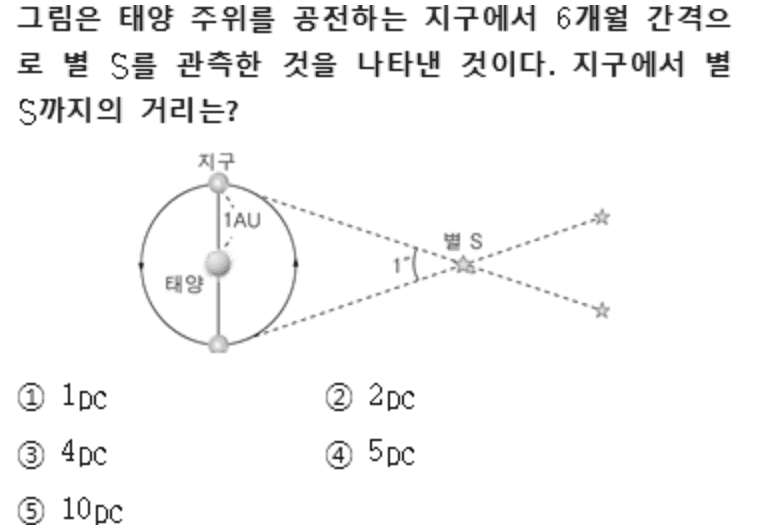 그림은 태양 주위를 공전하는 지구에서 6개월 간격으
로 별 S를 관측한 것을 나타낸 것이다. 지구에서 별
S까지의 거리는?
지구
1AU
별 S
1″
태양
① 1pc
② 2pc
③ 4pc
④ 5pc
⑤ 10pc